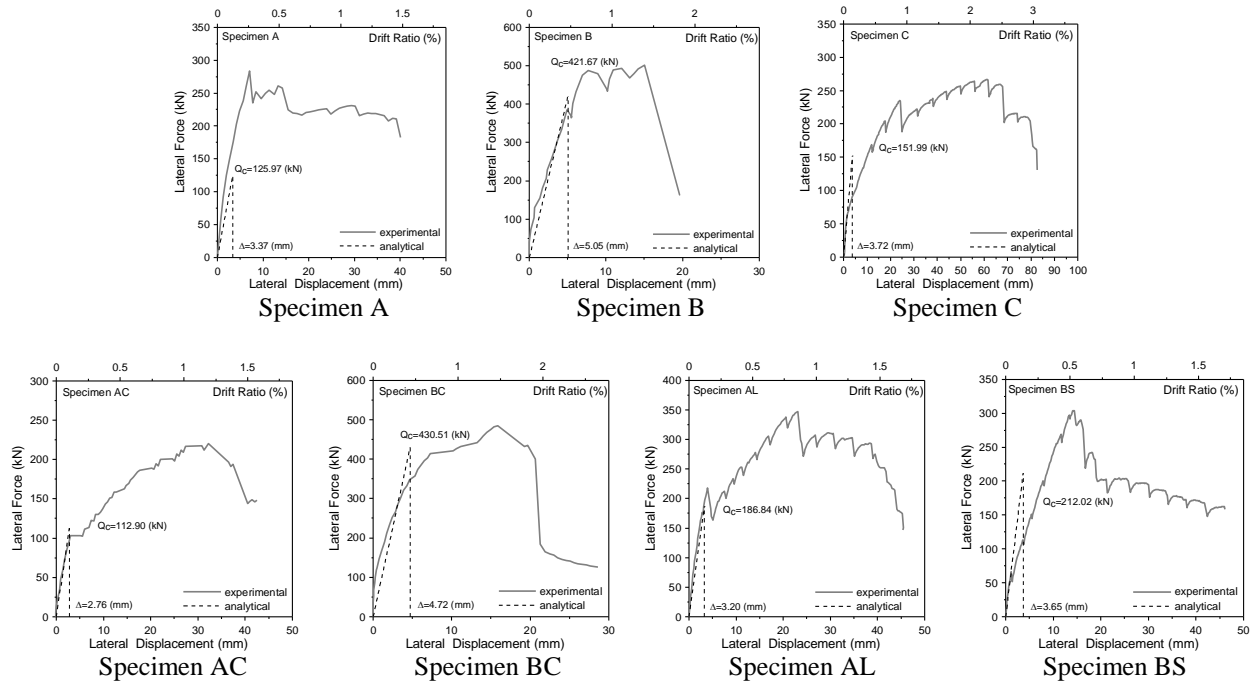 0 0.5 1 1.5
Specimen A Drift Ratio (%)
Lateral Force (kN)
350
300
250
200
150
100
50
0
Q_C=125.97 (kN)
experimental
Δ=3.37 (mm)
analytical
0 10 20 30 40 50
Lateral Displacement (mm)
Specimen A
0 1 2
Specimen B Drift Ratio (%)
Lateral Force (kN)
600
500
400
300
200
100
0
Q_C=421.67 (kN)
experimental
Δ=5.05 (mm)
analytical
0 10 20 30
Lateral Displacement (mm)
Specimen B
0 1 2 3
Specimen C Drift Ratio (%)
Lateral Force (kN)
350
300
250
200
150
100
50
0
Q_C=151.99 (kN)
experimental
Δ=3.72 (mm)
analytical
0 10 20 30 40 50 60 70 80 90 100
Lateral Displacement (mm)
Specimen C
0 0.5 1 1.5
Specimen AC Drift Ratio (%)
Lateral Force (kN)
300
250
200
150
100
50
0
Q_C=112.90 (kN)
experimental
Δ=2.76 (mm)
analytical
0 10 20 30 40 50
Lateral Displacement (mm)
Specimen AC
0 1 2
Specimen BC Drift Ratio (%)
Lateral Force (kN)
600
500
400
300
200
100
0
Q_C=430.51 (kN)
experimental
Δ=4.72 (mm)
analytical
0 10 20 30
Lateral Displacement (mm)
Specimen BC
0 0.5 1 1.5
Specimen AL Drift Ratio (%)
Lateral Force (kN)
400
350
300
250
200
150
100
50
0
Q_C=186.84 (kN)
experimental
Δ=3.20 (mm)
analytical
0 10 20 30 40 50
Lateral Displacement (mm)
Specimen AL
0 0.5 1 1.5
Specimen BS Drift Ratio (%)
Lateral Force (kN)
350
300
250
200
150
100
50
0
Q_C=212.02 (kN)
experimental
Δ=3.65 (mm)
analytical
0 10 20 30 40 50
Lateral Displacement (mm)
Specimen BS